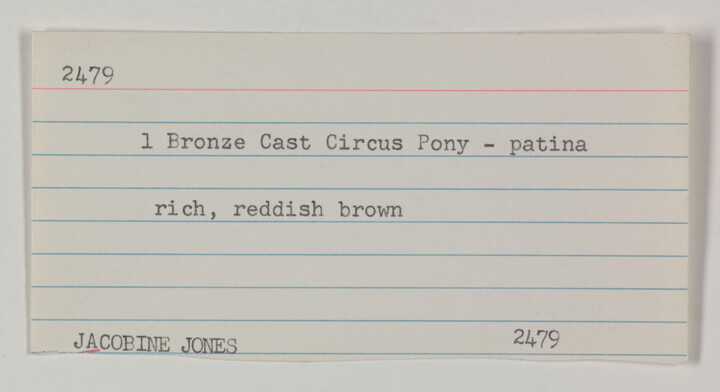 2479
1 Bronze Cast Circus Pony - patina
rich, reddish brown
JACOBINE JONES 2479